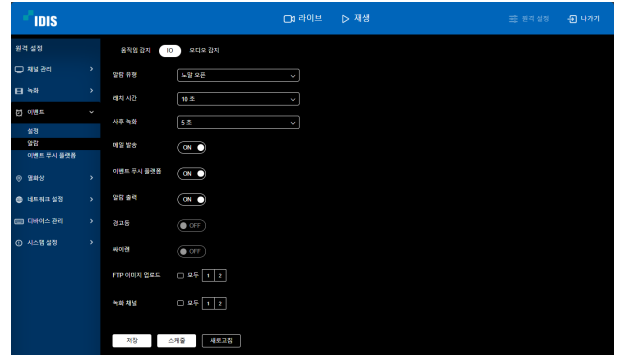 IDIS
라이브
재생
원격 설정
나가기
원격 설정
채널 관리
녹화
이벤트
설정
알람
이벤트 푸시 플랫폼
열화상
네트워크 설정
디바이스 관리
시스템 설정
움직임 감지 IO 오디오 감지
알람 유형 노말 오픈
래치 시간 10 초
사후 녹화 5 초
메일 발송 ON
이벤트 푸시 플랫폼 ON
알람 출력 ON
경고등 OFF
싸이렌 OFF
FTP 이미지 업로드 모두 1 2
녹화 채널 모두 1 2
저장 스케줄 새로고침